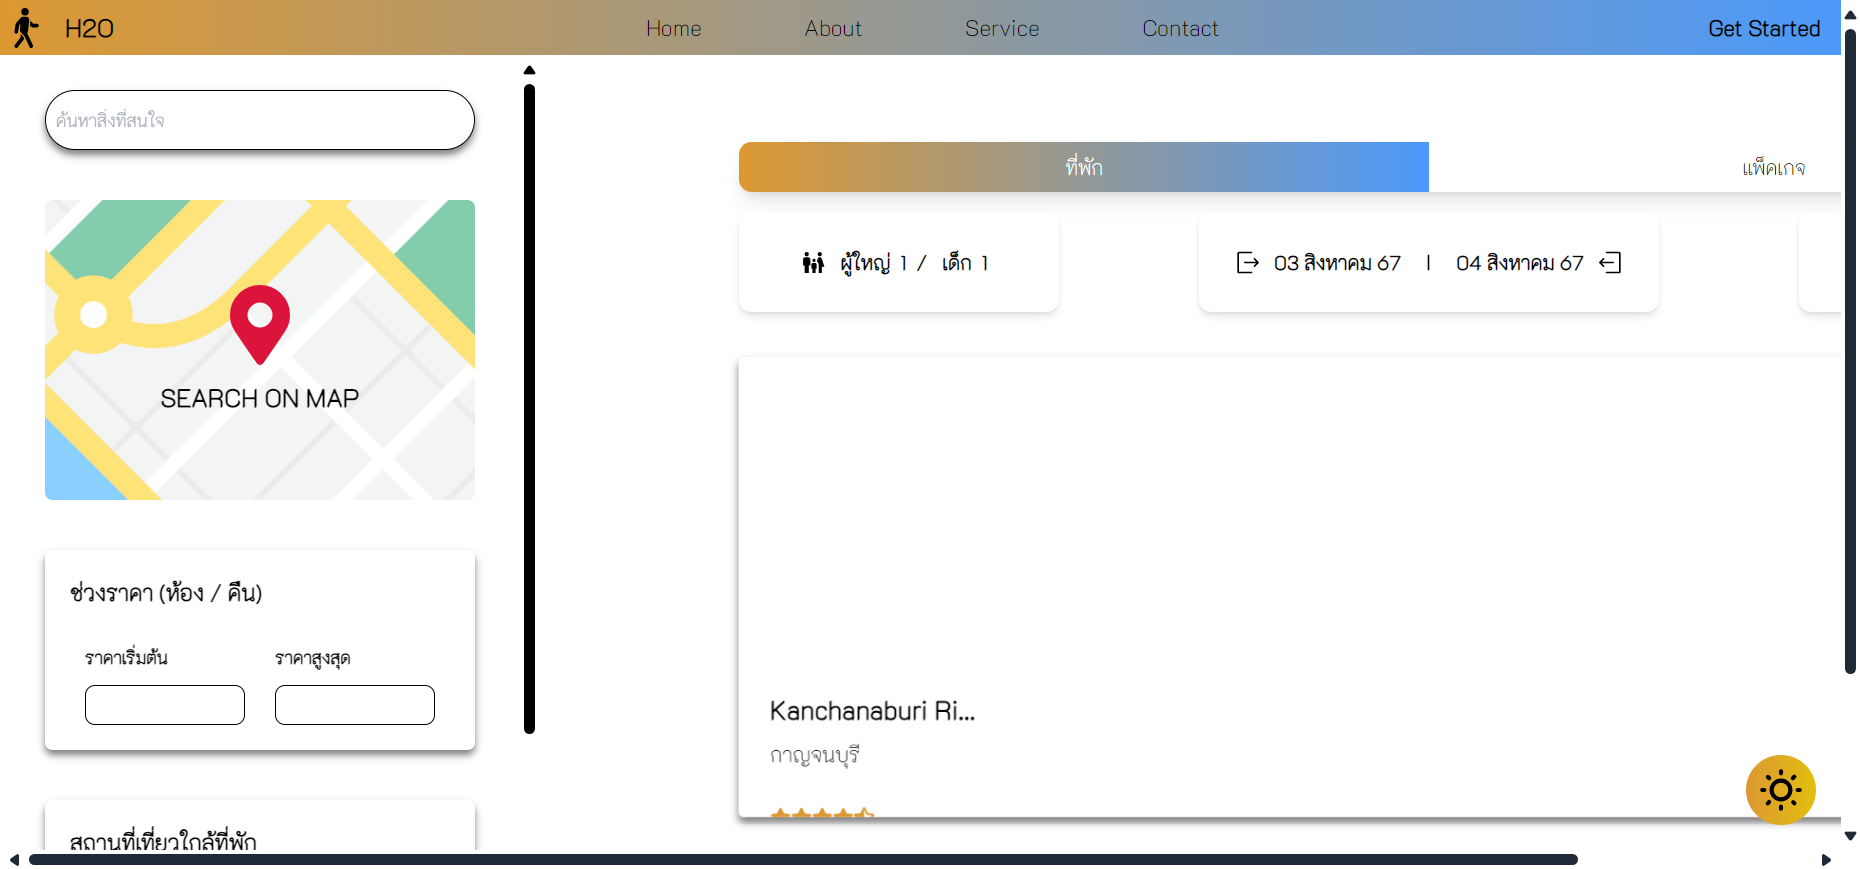 H2O
Home
About
Service
Contact
Get Started
ค้นหาสิ่งที่สนใจ
SEARCH ON MAP
ช่วงราคา (ห้อง / คืน)
ราคาเริ่มต้น
ราคาสูงสุด
สถานที่เที่ยวใกล้ที่พัก
ที่พัก
แพ็คเกจ
ผู้ใหญ่ 1 / เด็ก 1
03 สิงหาคม 67 | 04 สิงหาคม 67
Kanchanaburi Ri...
กาญจนบุรี